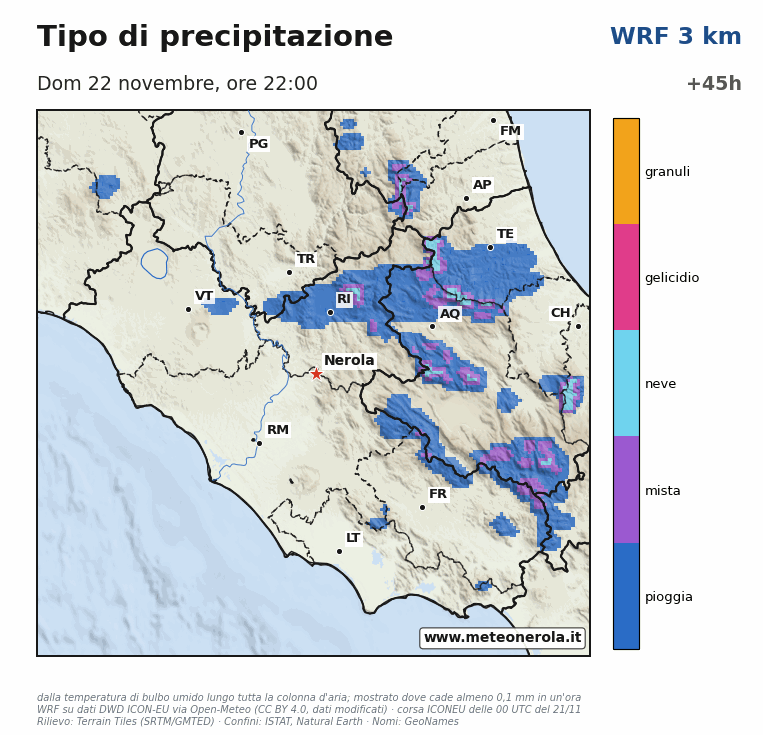 Tipo di precipitazione
WRF 3 km
Dom 22 novembre, ore 22:00
+45h
FM
PG
AP
TE
TR
VT
RI
AQ
CH
Nerola
RM
FR
LT
www.meteonerola.it
granuli
gelicidio
neve
mista
pioggia
dalla temperatura di bulbo umido lungo tutta la colonna d'aria; mostrato dove cade almeno 0,1 mm in un'ora
WRF su dati DWD ICON-EU via Open-Meteo (CC BY 4.0, dati modificati) · corsa ICONEU delle 00 UTC del 21/11
Rilievo: Terrain Tiles (SRTM/GMTED) · Confini: ISTAT, Natural Earth · Nomi: GeoNames